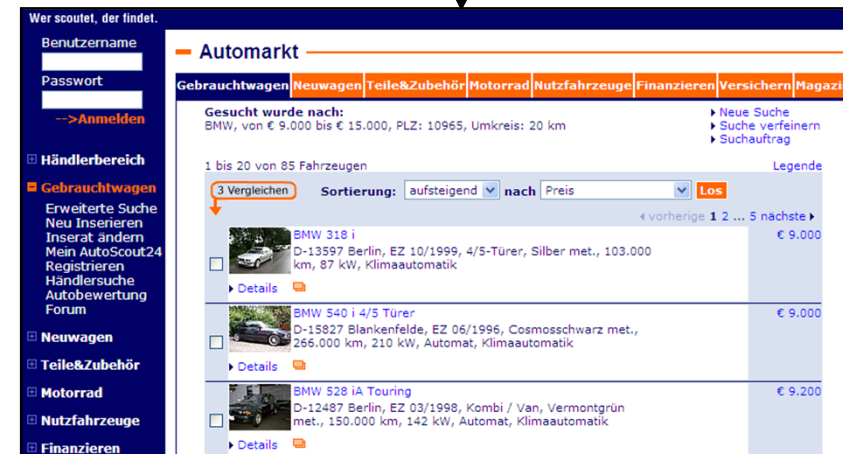 Wer scoutet, der findet.
Benutzername
Passwort
-->Anmelden
Händlerbereich
Gebrauchtwagen
Erweiterte Suche
Neu Inserieren
Inserat ändern
Mein AutoScout24
Registrieren
Händlersuche
Autobewertung
Forum
Neuwagen
Teile&Zubehör
Motorrad
Nutzfahrzeuge
Finanzieren
Automarkt
Gebrauchtwagen Neuwagen Teile&Zubehör Motorrad Nutzfahrzeuge Finanzieren Versichern Magazi
Gesucht wurde nach:
BMW, von € 9.000 bis € 15.000, PLZ: 10965, Umkreis: 20 km
Neue Suche
Suche verfeinern
Suchauftrag
1 bis 20 von 85 Fahrzeugen
Legende
3 Vergleichen Sortierung: aufsteigend nach Preis Los
vorherige 1 2 ... 5 nächste
BMW 318 i € 9.000
D-13597 Berlin, EZ 10/1999, 4/5-Türer, Silber met., 103.000
km, 87 kW, Klimaautomatik
Details
BMW 540 i 4/5 Türer € 9.000
D-15827 Blankenfelde, EZ 06/1996, Cosmosschwarz met.,
266.000 km, 210 kW, Automat, Klimaautomatik
Details
BMW 528 iA Touring € 9.200
D-12487 Berlin, EZ 03/1998, Kombi / Van, Vermontgrün
met., 150.000 km, 142 kW, Automat, Klimaautomatik
Details